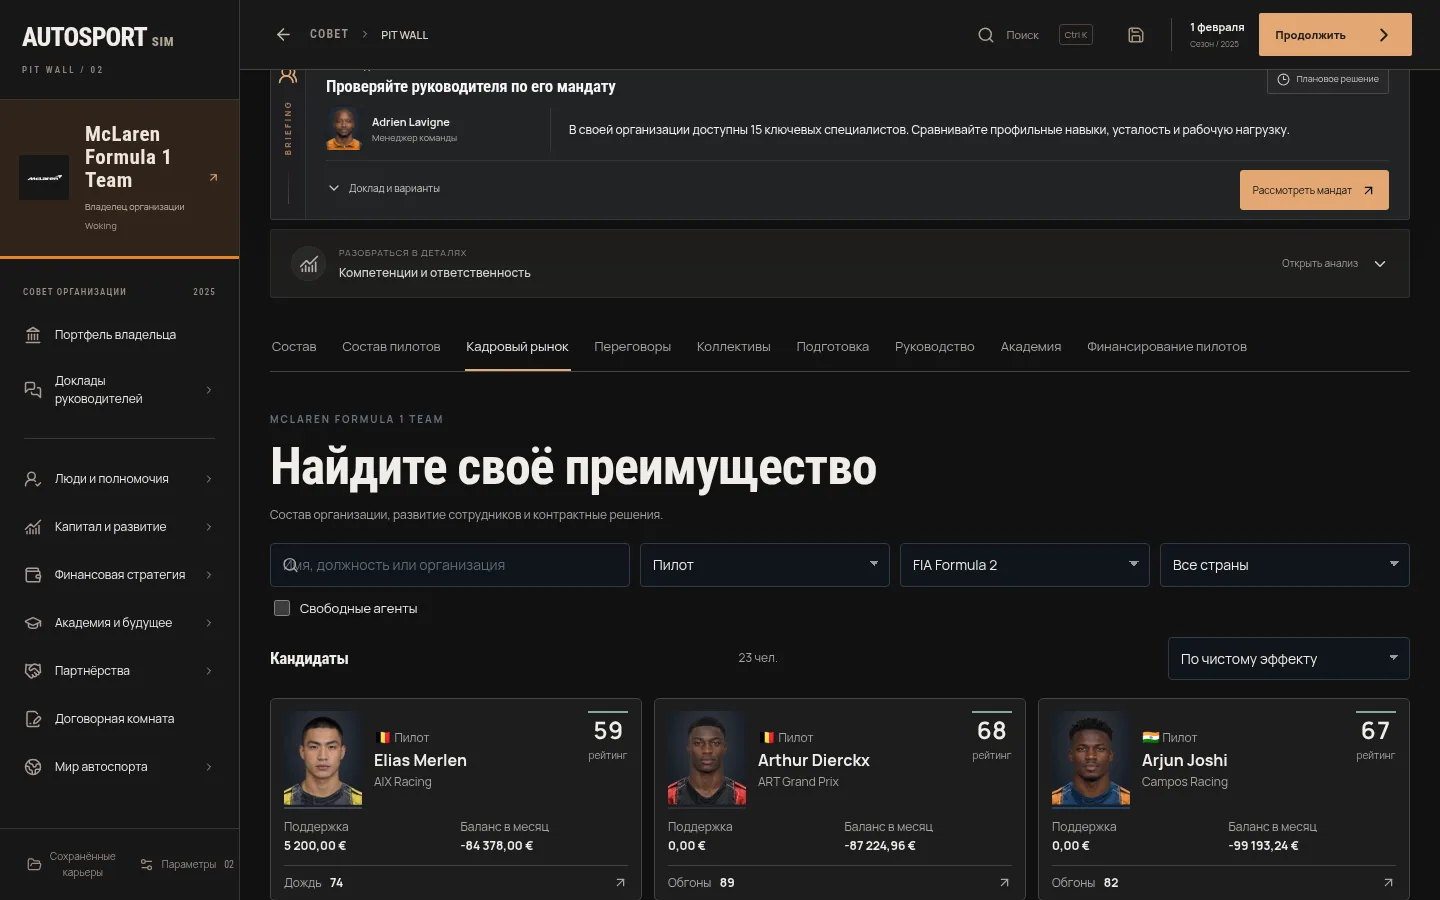 AUTOSPORT SIM
PIT WALL / 02
McLaren
Formula 1
Team
Владелец организации
Woking
McLaren
СОВЕТ ОРГАНИЗАЦИИ 2025
Портфель владельца
Доклады
руководителей
Люди и полномочия
Капитал и развитие
Финансовая стратегия
Академия и будущее
Партнёрства
Договорная комната
Мир автоспорта
Сохранённые
карьеры
Параметры 02
СОВЕТ PIT WALL
Поиск Ctrl K
1 февраля
Сезон / 2025
Продолжить
BRIEFING
Проверяйте руководителя по его мандату
Плановое решение
Adrien Lavigne
Менеджер команды
В своей организации доступны 15 ключевых специалистов. Сравнивайте профильные навыки, усталость и рабочую нагрузку.
Доклад и варианты
Рассмотреть мандат
РАЗОБРАТЬСЯ В ДЕТАЛЯХ
Компетенции и ответственность
Открыть анализ
Состав Состав пилотов Кадровый рынок Переговоры Коллективы Подготовка Руководство Академия Финансирование пилотов
MCLAREN FORMULA 1 TEAM
Найдите своё преимущество
Состав организации, развитие сотрудников и контрактные решения.
Имя, должность или организация
Пилот
FIA Formula 2
Все страны
Свободные агенты
Кандидаты
23 чел.
По чистому эффекту
Пилот
Elias Merlen
AIX Racing
59
рейтинг
Поддержка Баланс в месяц
5 200,00 € -84 378,00 €
Дождь 74
Пилот
Arthur Dierckx
ART Grand Prix
68
рейтинг
Поддержка Баланс в месяц
0,00 € -87 224,96 €
Обгоны 89
Пилот
Arjun Joshi
Campos Racing
67
рейтинг
Поддержка Баланс в месяц
0,00 € -99 193,24 €
Обгоны 82